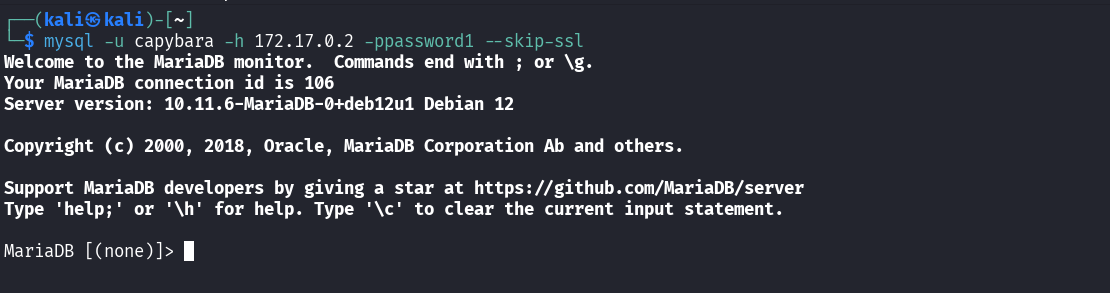 ┌──(kali㉿kali)-[~]
└─$ mysql -u capybara -h 172.17.0.2 -ppassword1 --skip-ssl
Welcome to the MariaDB monitor.  Commands end with ; or \g.
Your MariaDB connection id is 106
Server version: 10.11.6-MariaDB-0+deb12u1 Debian 12

Copyright (c) 2000, 2018, Oracle, MariaDB Corporation Ab and others.

Support MariaDB developers by giving a star at https://github.com/MariaDB/server
Type 'help;' or '\h' for help. Type '\c' to clear the current input statement.

MariaDB [(none)]>